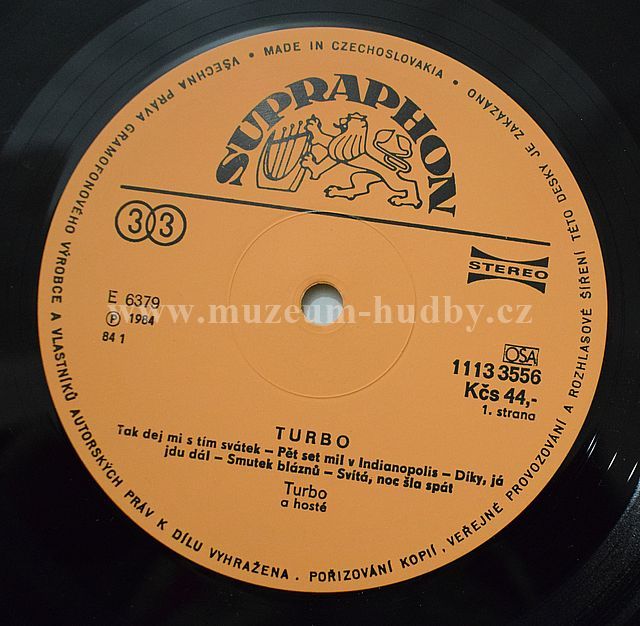 VŠECHNA PRÁVA GRAMOFONOVÉHO VÝROBCE A VLASTNÍKŮ AUTORSKÝCH PRÁV K DÍLU VYHRAŽENA. POŘIZOVÁNÍ KOPIÍ, VEŘEJNÉ PROVOZOVÁNÍ A ROZHLASOVÉ ŠÍŘENÍ TÉTO DESKY JE ZAKÁZÁNO
• MADE IN CZECHOSLOVAKIA •
SUPRAPHON
33
STEREO
E 6379
Ⓟ 1984
84 1
www.muzeum-hudby.cz
OSA
1113 3556
Kčs 44,-
1. strana
TURBO
Tak dej mi s tím svátek – Pět set mil v Indianopolis – Díky, já
jdu dál – Smutek bláznů – Svítá, noc šla spát
Turbo
a hosté